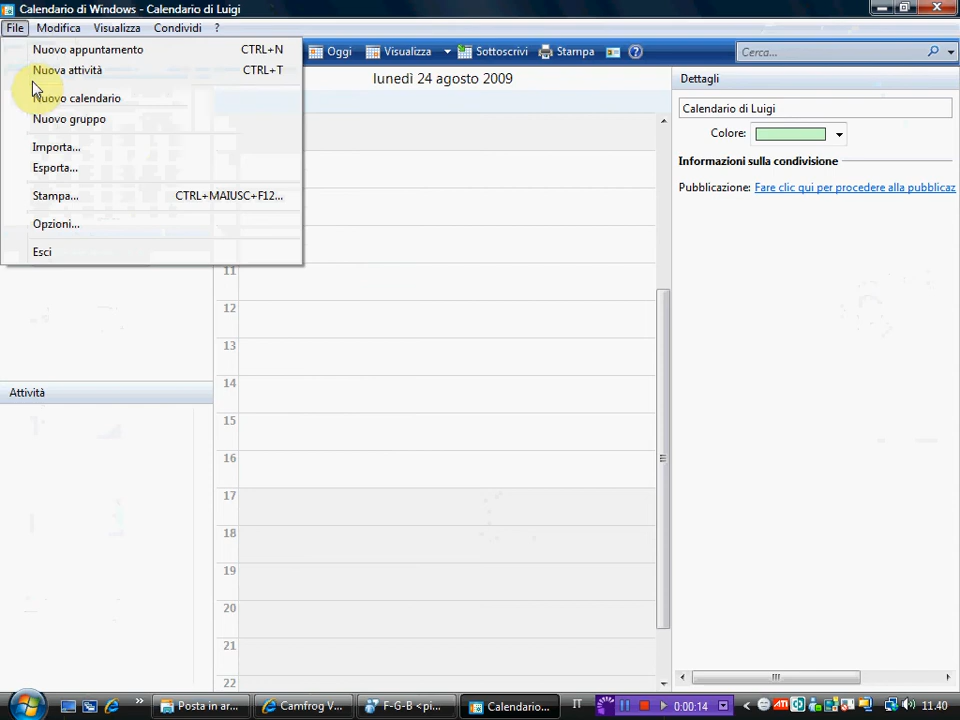 Calendario di Windows - Calendario di Luigi
File Modifica Visualizza Condividi ?
Nuovo appuntamento CTRL+N
Nuova attività CTRL+T
Nuovo calendario
Nuovo gruppo
Importa...
Esporta...
Stampa... CTRL+MAIUSC+F12...
Opzioni...
Esci
Oggi Visualizza Sottoscrivi Stampa Cerca...
lunedì 24 agosto 2009
11
12
13
14
15
16
17
18
19
20
21
22
Dettagli
Calendario di Luigi
Colore:
Informazioni sulla condivisione
Pubblicazione: Fare clic qui per procedere alla pubblicaz
Attività
Posta in ar... Camfrog V... F-G-B <pi... Calendario... IT 0:00:14 11.40